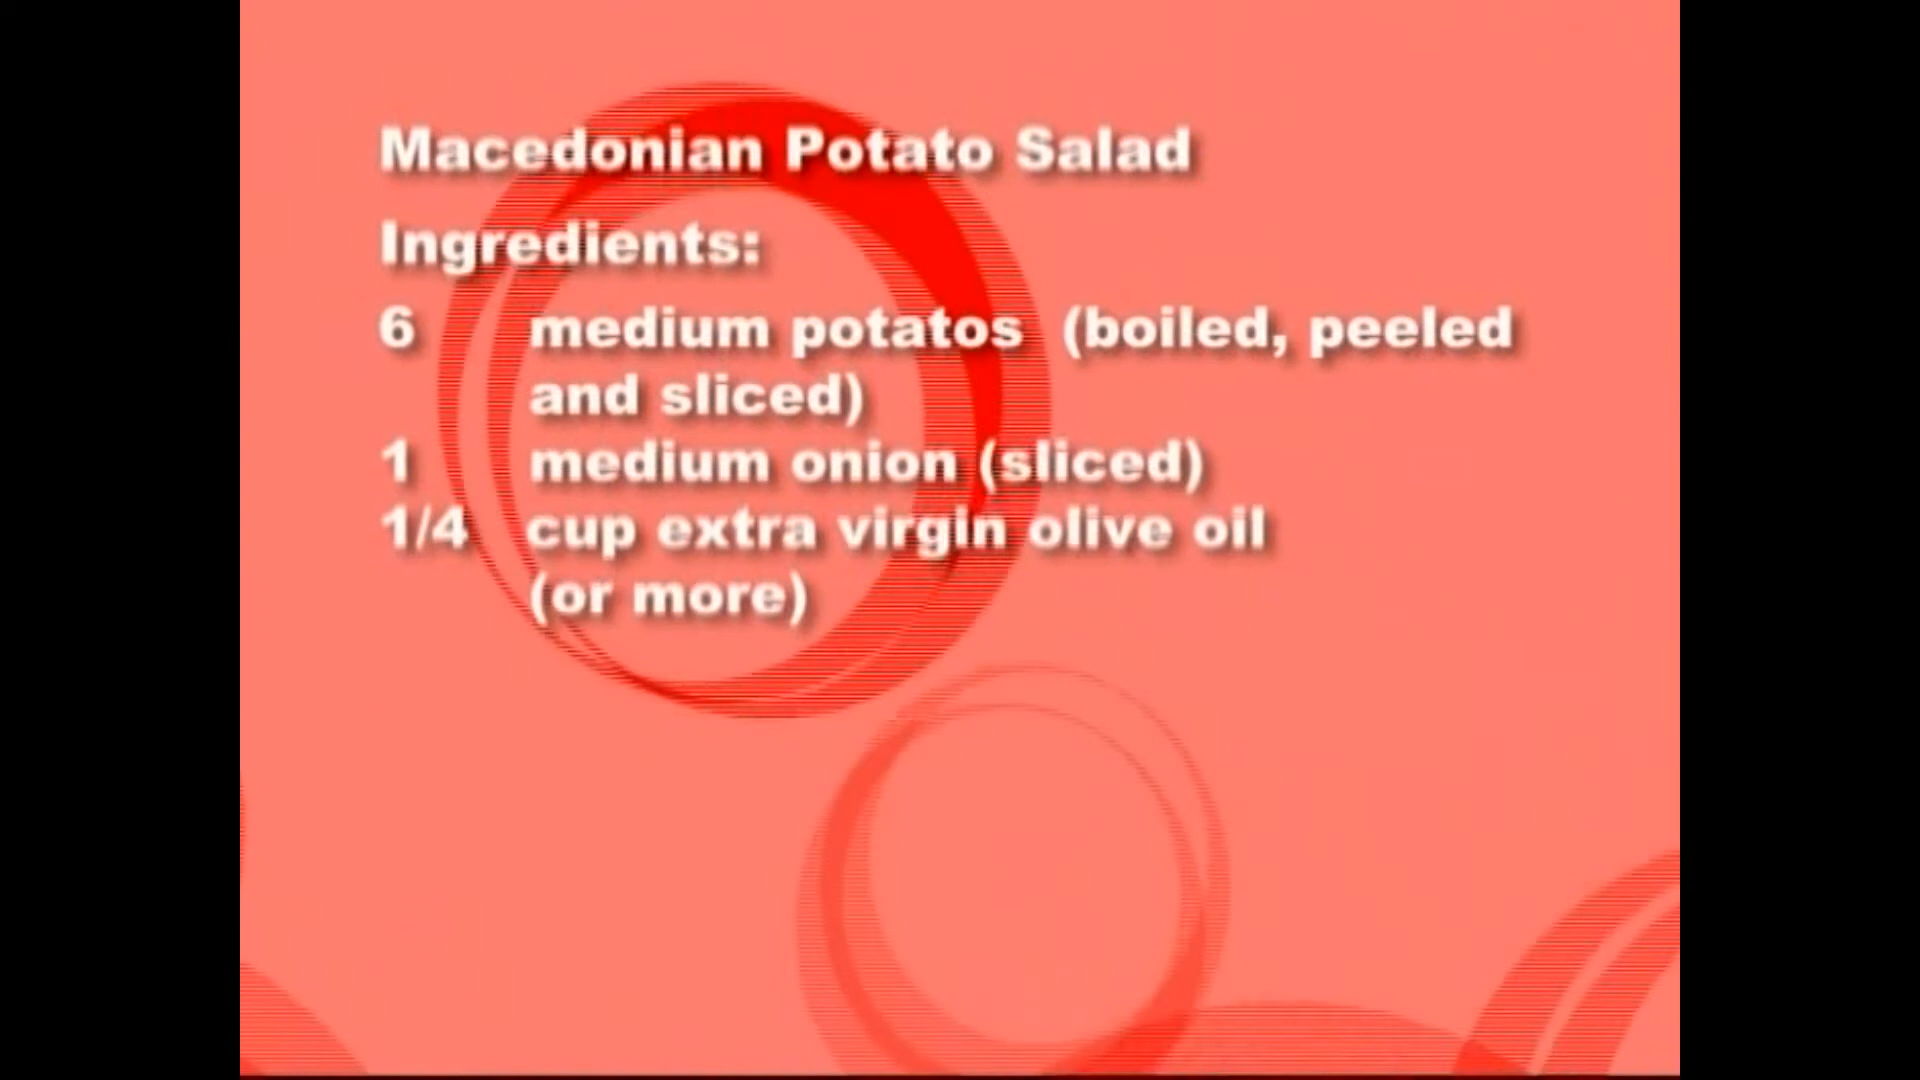 Macedonian Potato Salad
Ingredients:
6 medium potatos (boiled, peeled
and sliced)
1 medium onion (sliced)
1/4 cup extra virgin olive oil
(or more)